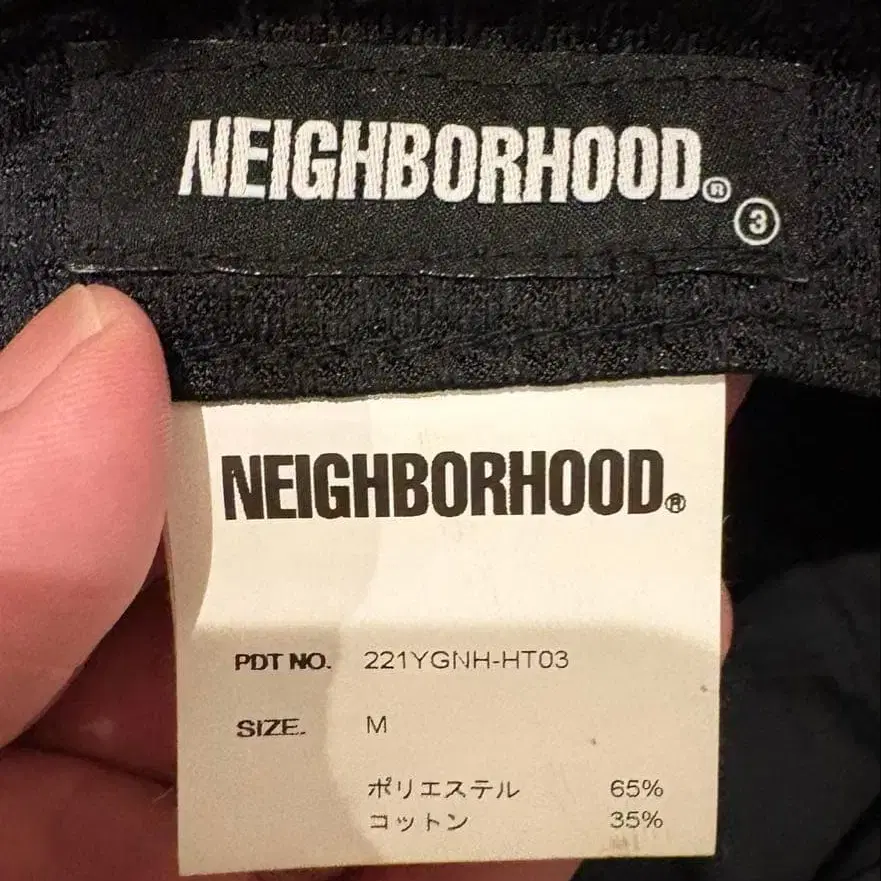 NEIGHBORHOOD®
3
NEIGHBORHOOD®
PDT NO. 221YGNH-HT03
SIZE. M
ポリエステル 65%
コットン 35%